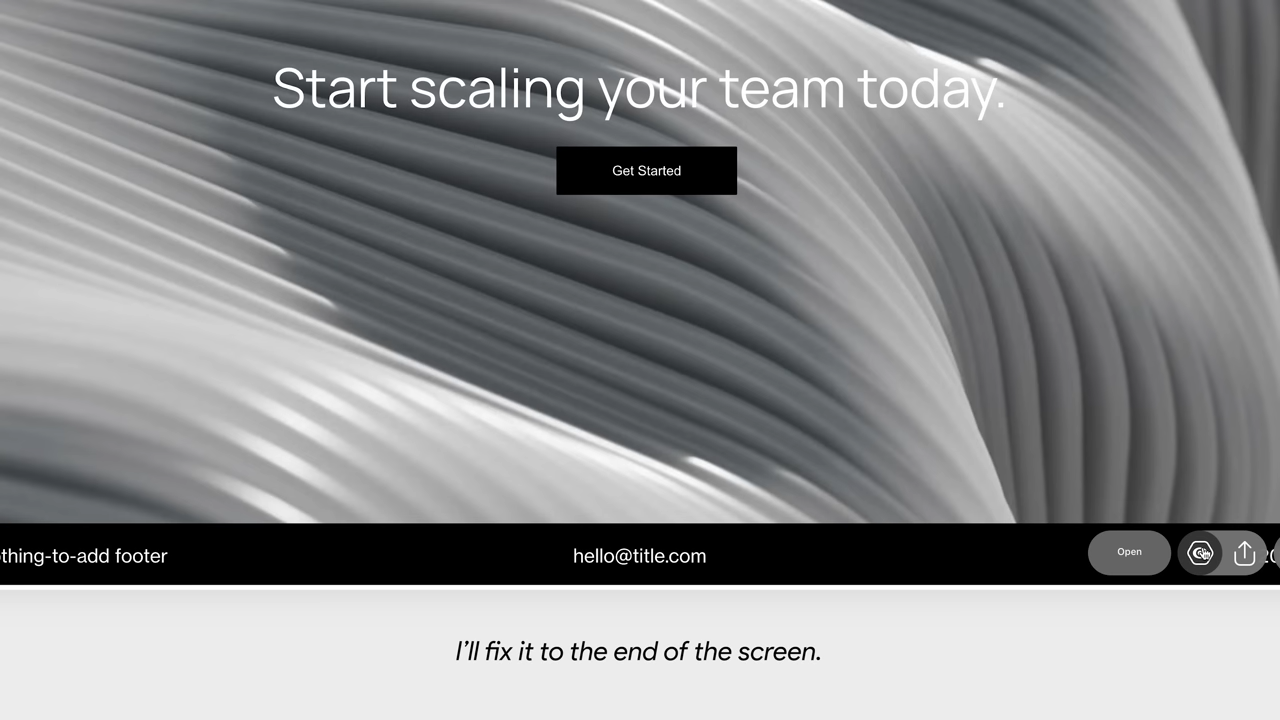 Start scaling your team today.
Get Started
thing-to-add footer
hello@title.com
Open
I’ll fix it to the end of the screen.